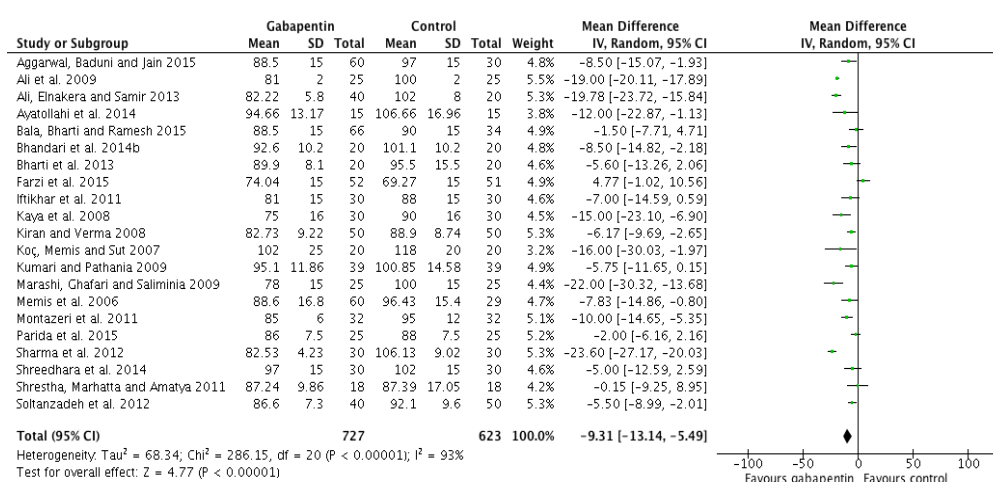 Gabapentin Control Mean Difference Mean Difference
Study or Subgroup Mean SD Total Mean SD Total Weight IV, Random, 95% CI IV, Random, 95% CI
Aggarwal, Baduni and Jain 2015 88.5 15 60 97 15 30 4.8% −8.50 [−15.07, −1.93]
Ali et al. 2009 81 2 25 100 2 25 5.5% −19.00 [−20.11, −17.89]
Ali, Elnakera and Samir 2013 82.22 5.8 40 102 8 20 5.3% −19.78 [−23.72, −15.84]
Ayatollahi et al. 2014 94.66 13.17 15 106.66 16.96 15 3.8% −12.00 [−22.87, −1.13]
Bala, Bharti and Ramesh 2015 88.5 15 66 90 15 34 4.9% −1.50 [−7.71, 4.71]
Bhandari et al. 2014b 92.6 10.2 20 101.1 10.2 20 4.9% −8.50 [−14.82, −2.18]
Bharti et al. 2013 89.9 8.1 20 95.5 15.5 20 4.6% −5.60 [−13.26, 2.06]
Farzi et al. 2015 74.04 15 52 69.27 15 51 4.9% 4.77 [−1.02, 10.56]
Iftikhar et al. 2011 81 15 30 88 15 30 4.6% −7.00 [−14.59, 0.59]
Kaya et al. 2008 75 16 30 90 16 30 4.5% −15.00 [−23.10, −6.90]
Kiran and Verma 2008 82.73 9.22 50 88.9 8.74 50 5.3% −6.17 [−9.69, −2.65]
Koç, Memis and Sut 2007 102 25 20 118 20 20 3.2% −16.00 [−30.03, −1.97]
Kumari and Pathania 2009 95.1 11.86 39 100.85 14.58 39 4.9% −5.75 [−11.65, 0.15]
Marashi, Ghafari and Saliminia 2009 78 15 25 100 15 25 4.4% −22.00 [−30.32, −13.68]
Memis et al. 2006 88.6 16.8 60 96.43 15.4 29 4.7% −7.83 [−14.86, −0.80]
Montazeri et al. 2011 85 6 32 95 12 32 5.1% −10.00 [−14.65, −5.35]
Parida et al. 2015 86 7.5 25 88 7.5 25 5.2% −2.00 [−6.16, 2.16]
Sharma et al. 2012 82.53 4.23 30 106.13 9.02 30 5.3% −23.60 [−27.17, −20.03]
Shreedhara et al. 2014 97 15 30 102 15 30 4.6% −5.00 [−12.59, 2.59]
Shrestha, Marhatta and Amatya 2011 87.24 9.86 18 87.39 17.05 18 4.2% −0.15 [−9.25, 8.95]
Soltanzadeh et al. 2012 86.6 7.3 40 92.1 9.6 50 5.3% −5.50 [−8.99, −2.01]
Total (95% CI) 727 623 100.0% −9.31 [−13.14, −5.49]
Heterogeneity: Tau² = 68.34; Chi² = 286.15, df = 20 (P < 0.00001); I² = 93%
Test for overall effect: Z = 4.77 (P < 0.00001)
−100 −50 0 50 100
Favours gabapentin Favours control